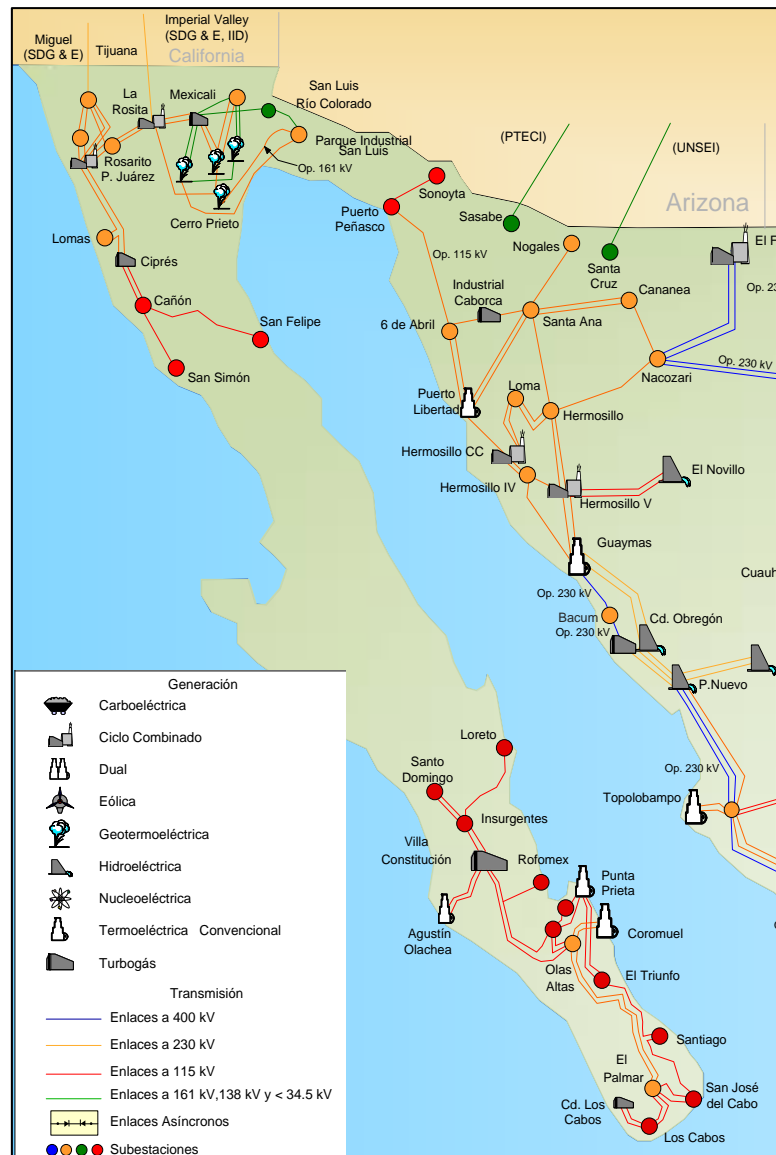 Imperial Valley
(SDG & E, IID)
Miguel
(SDG & E)
Tijuana
California
La
Rosita
Mexicali
San Luis
Río Colorado
Parque Industrial
San Luis
Op. 161 kV
Rosarito
P. Juárez
Cerro Prieto
Lomas
Ciprés
Cañón
San Felipe
San Simón
(PTECI)
(UNSEI)
Arizona
Sonoyta
Puerto
Peñasco
Sasabe
Nogales
Santa
Cruz
El P
Op. 23
Op. 115 kV
Industrial
Caborca
Cananea
6 de Abril
Santa Ana
Op. 230 kV
Nacozari
Puerto
Libertad
Loma
Hermosillo
Hermosillo CC
Hermosillo IV
El Novillo
Hermosillo V
Guaymas
Cuauh
Op. 230 kV
Bacum
Op. 230 kV
Cd. Obregón
P.Nuevo
Op. 230 kV
Topolobampo
Loreto
Santo
Domingo
Insurgentes
Villa
Constitución
Rofomex
Punta
Prieta
Agustín
Olachea
Coromuel
Olas
Altas
El Triunfo
Santiago
El
Palmar
San José
del Cabo
Cd. Los
Cabos
Los Cabos
Generación
Carboeléctrica
Ciclo Combinado
Dual
Eólica
Geotermoeléctrica
Hidroeléctrica
Nucleoeléctrica
Termoeléctrica Convencional
Turbogás
Transmisión
Enlaces a 400 kV
Enlaces a 230 kV
Enlaces a 115 kV
Enlaces a 161 kV,138 kV y < 34.5 kV
Enlaces Asíncronos
Subestaciones